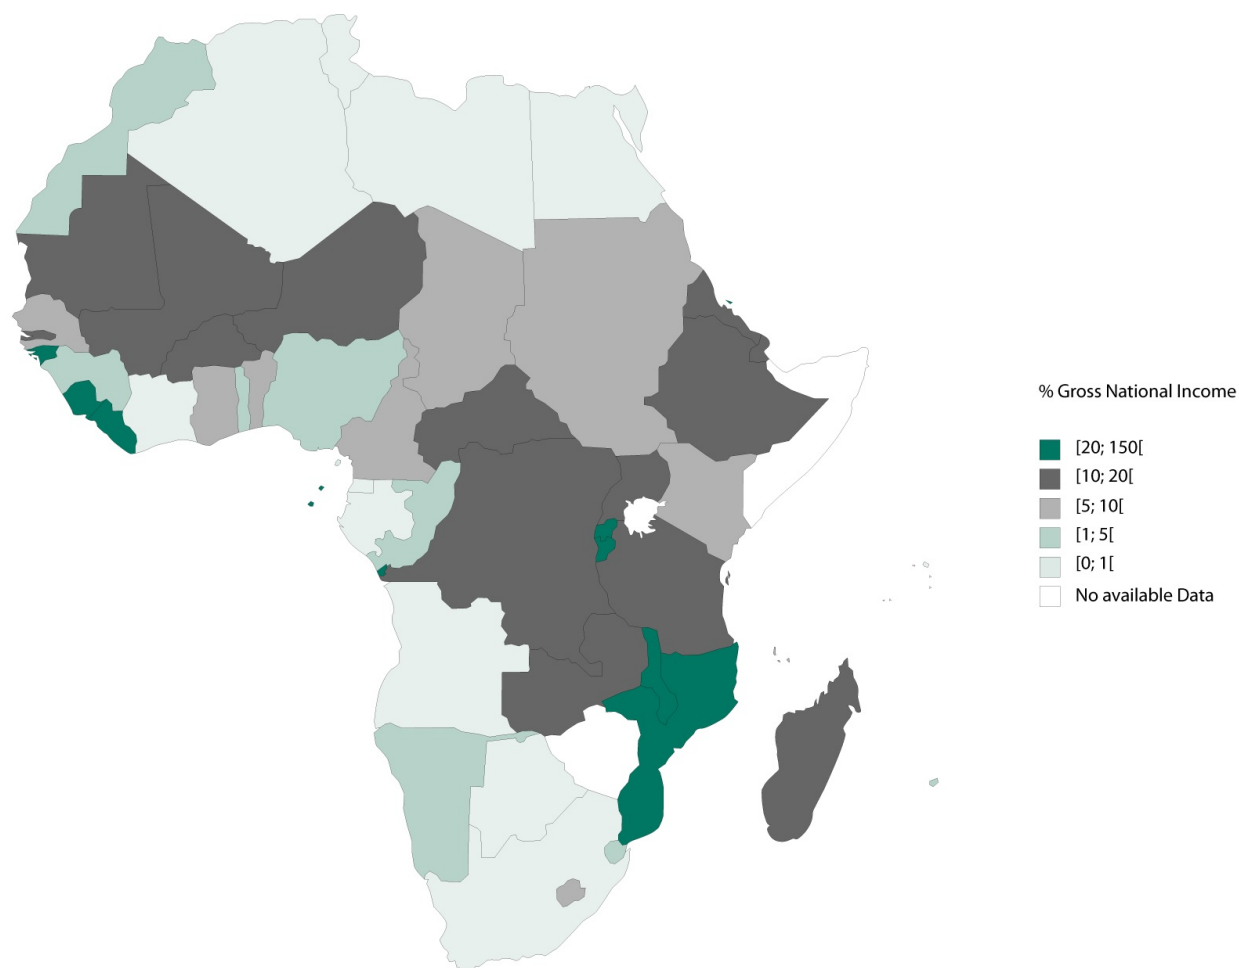 % Gross National Income
[20; 150[
[10; 20[
[5; 10[
[1; 5[
[0; 1[
No available Data